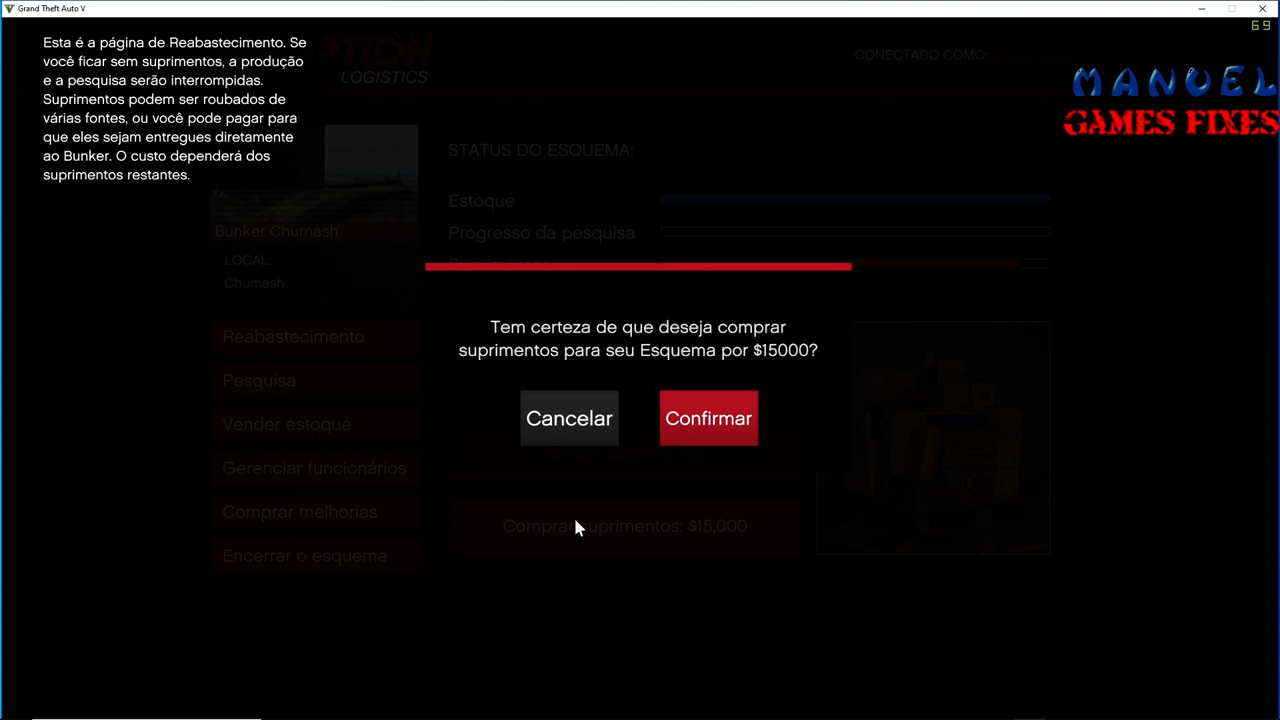 Grand Theft Auto V
69
Esta é a página de Reabastecimento. Se
você ficar sem suprimentos, a produção
e a pesquisa serão interrompidas.
Suprimentos podem ser roubados de
várias fontes, ou você pode pagar para
que eles sejam entregues diretamente
ao Bunker. O custo dependerá dos
suprimentos restantes.
LOGISTICS
CONECTADO COMO:
MANUEL
GAMES FIXES
STATUS DO ESQUEMA:
Estoque
Progresso da pesquisa
Bunker Chumash
LOCAL:
Chumash
Tem certeza de que deseja comprar
suprimentos para seu Esquema por $15000?
Cancelar
Confirmar
Reabastecimento
Pesquisa
Vender estoque
Gerenciar funcionários
Comprar melhorias
Encerrar o esquema
Comprar suprimentos: $15,000